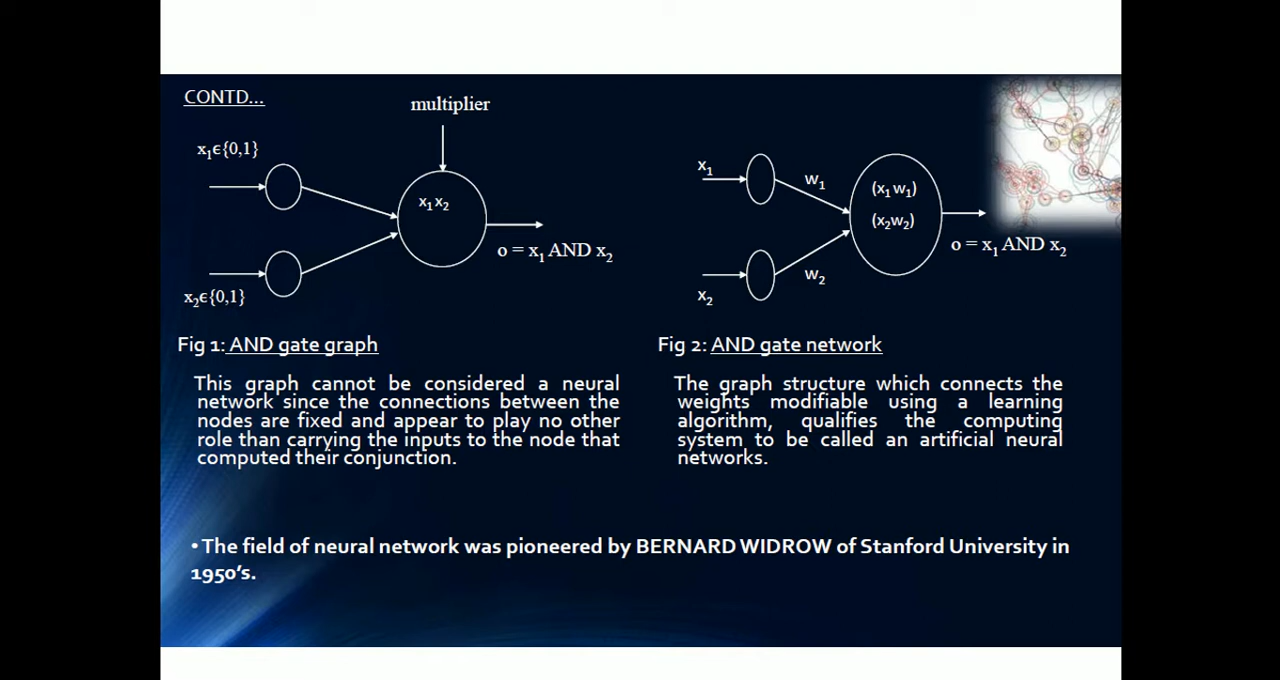 CONTD...
multiplier
x1ϵ{0,1}
x1x2
o = x1 AND x2
x2ϵ{0,1}
x1
w1
(x1w1)
(x2w2)
o = x1 AND x2
w2
x2
Fig 1: AND gate graph
This graph cannot be considered a neural
network since the connections between the
nodes are fixed and appear to play no other
role than carrying the inputs to the node that
computed their conjunction.
Fig 2: AND gate network
The graph structure which connects the
weights modifiable using a learning
algorithm, qualifies the computing
system to be called an artificial neural
networks.
• The field of neural network was pioneered by BERNARD WIDROW of Stanford University in
1950's.